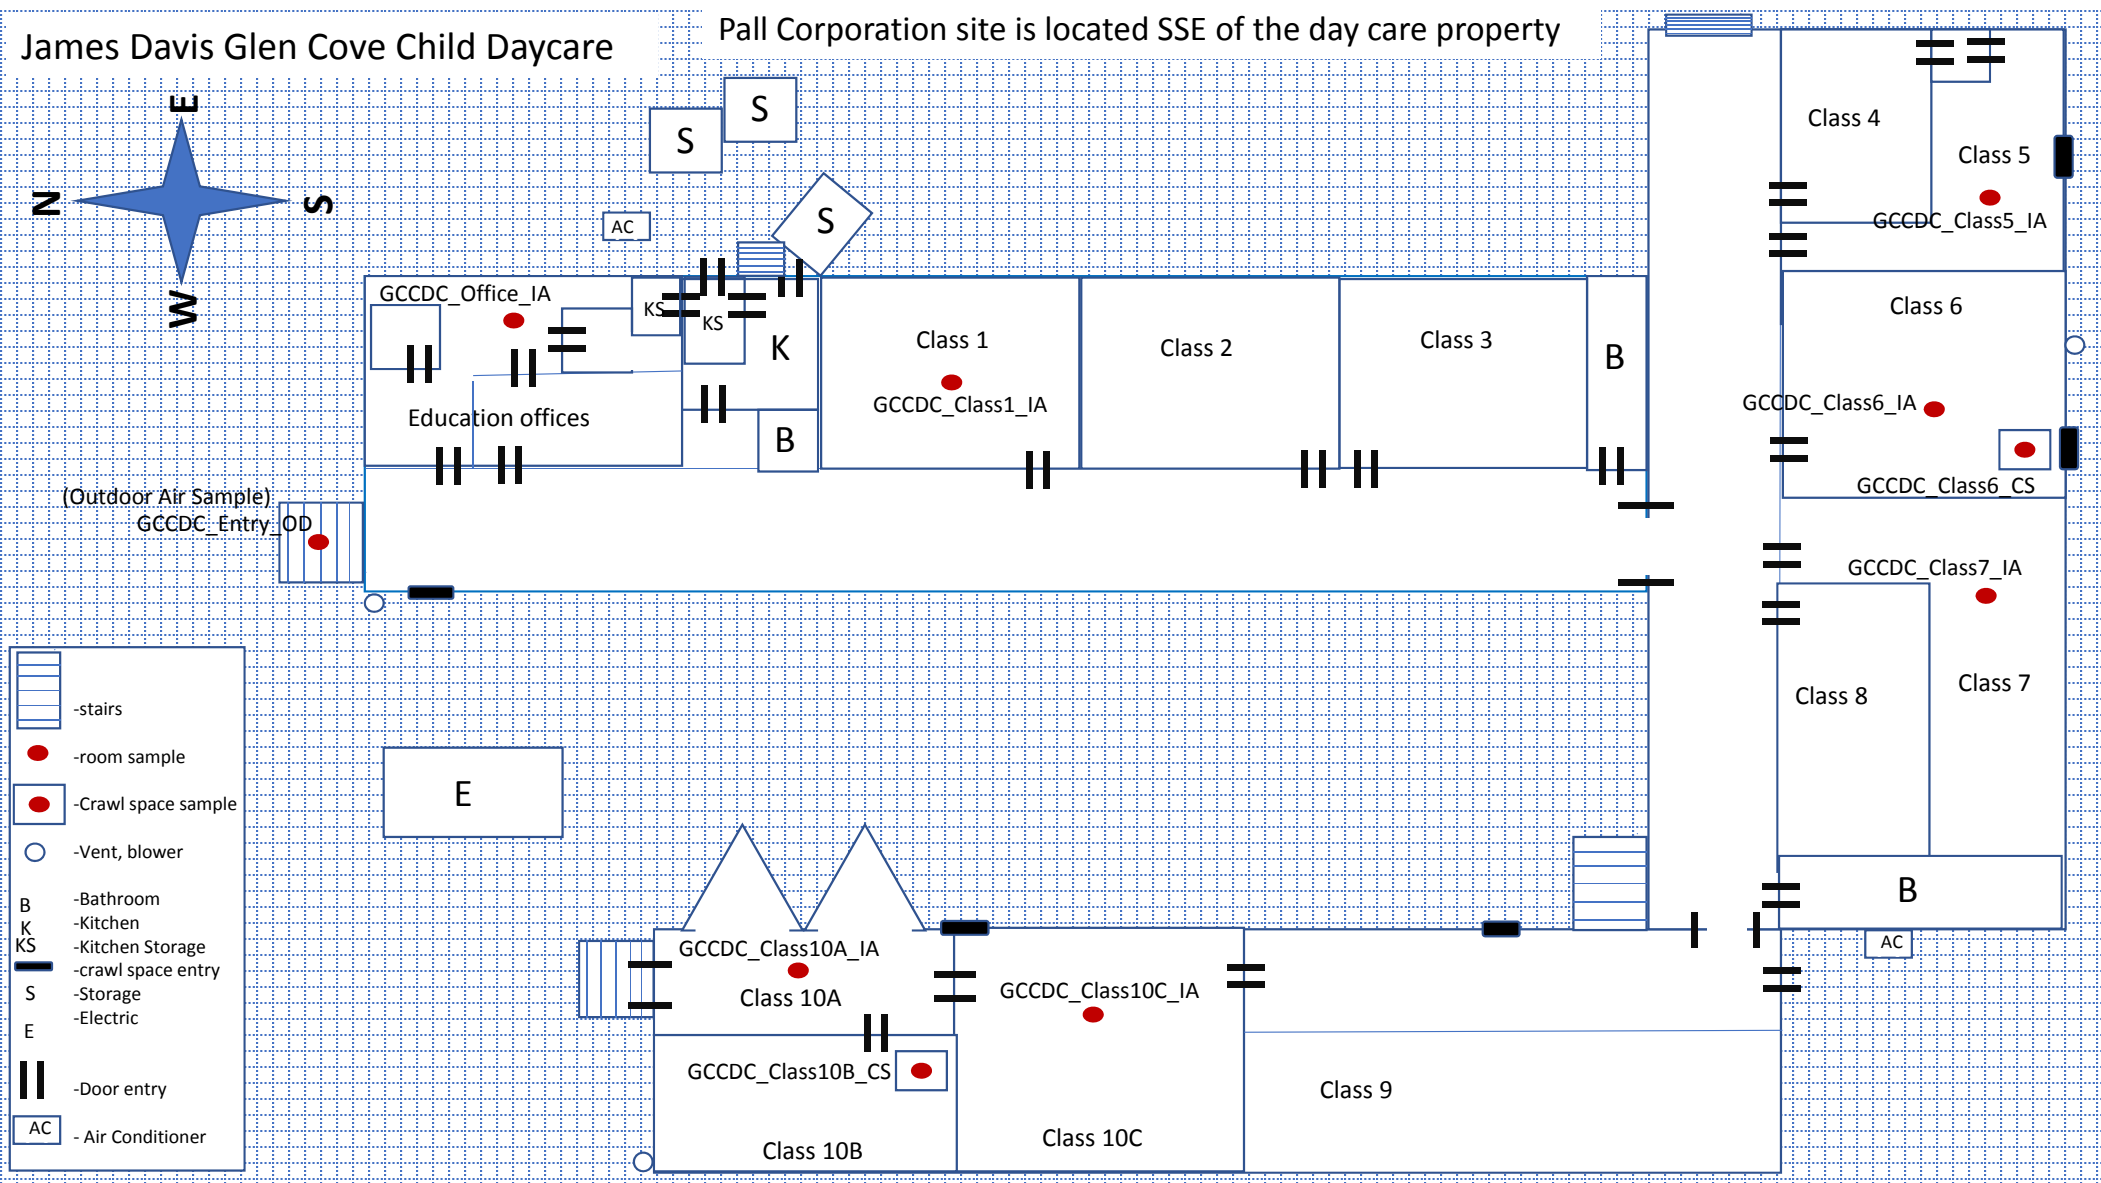 James Davis Glen Cove Child Daycare
Pall Corporation site is located SSE of the day care property
E
N
S
W
S
S
S
AC
GCCDC_Office_IA
KS
KS
K
B
Education offices
Class 1
GCCDC_Class1_IA
Class 2
Class 3
B
Class 4
Class 5
GCCDC_Class5_IA
Class 6
GCCDC_Class6_IA
GCCDC_Class6_CS
GCCDC_Class7_IA
Class 7
Class 8
B
AC
(Outdoor Air Sample)
GCCDC_Entry_OD
E
GCCDC_Class10A_IA
Class 10A
GCCDC_Class10B_CS
Class 10B
GCCDC_Class10C_IA
Class 10C
Class 9
-stairs
-room sample
-Crawl space sample
-Vent, blower
B -Bathroom
K -Kitchen
KS -Kitchen Storage
-crawl space entry
S -Storage
E -Electric
-Door entry
AC - Air Conditioner